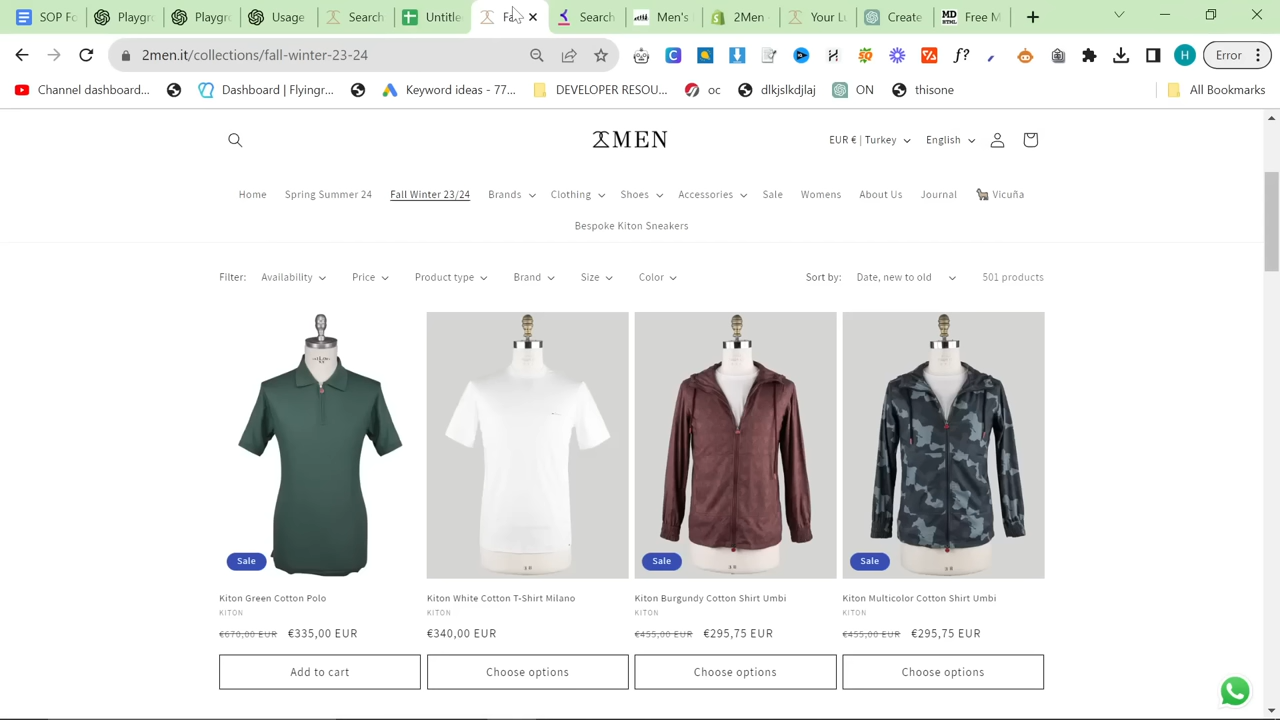 SOP Fo
Playgr
Playgr
Usage
Search
Untitle
Fa
Search
Men's
2Men
Your L
Create
Free M
2men.it/collections/fall-winter-23-24
Error
Channel dashboar...
Dashboard | Flyingr...
Keyword ideas - 77...
DEVELOPER RESOU...
oc
dlkjslkdjlaj
ON
thisone
All Bookmarks
2MEN
EUR € | Turkey
English
Home
Spring Summer 24
Fall Winter 23/24
Brands
Clothing
Shoes
Accessories
Sale
Womens
About Us
Journal
Vicuña
Bespoke Kiton Sneakers
Filter:
Availability
Price
Product type
Brand
Size
Color
Sort by:
Date, new to old
501 products
Sale
Sale
Sale
Kiton Green Cotton Polo
KITON
€670,00 EUR €335,00 EUR
Add to cart
Kiton White Cotton T-Shirt Milano
KITON
€340,00 EUR
Choose options
Kiton Burgundy Cotton Shirt Umbi
KITON
€455,00 EUR €295,75 EUR
Choose options
Kiton Multicolor Cotton Shirt Umbi
KITON
€455,00 EUR €295,75 EUR
Choose options